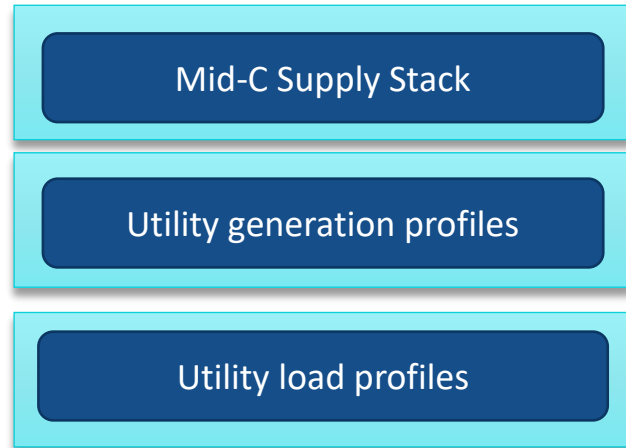 Mid-C Supply Stack
Utility generation profiles
Utility load profiles